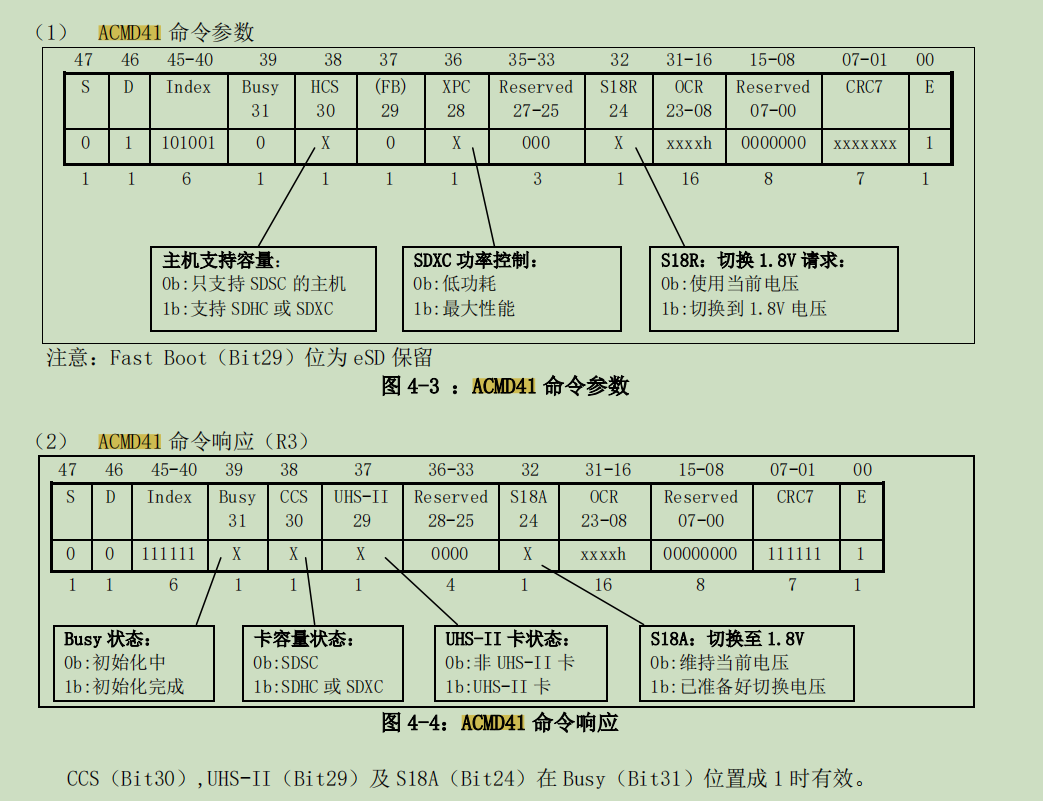 （1） ACMD41 命令参数
47 46 45-40 39 38 37 36 35-33 32 31-16 15-08 07-01 00
S D Index Busy HCS (FB) XPC Reserved S18R OCR Reserved CRC7 E
31 30 29 28 27-25 24 23-08 07-00
0 1 101001 0 X 0 X 000 X xxxxh 0000000 xxxxxxx 1
1 1 6 1 1 1 1 3 1 16 8 7 1
主机支持容量：
0b:只支持 SDSC 的主机
1b:支持 SDHC 或 SDXC
SDXC 功率控制：
0b:低功耗
1b:最大性能
S18R：切换 1.8V 请求：
0b:使用当前电压
1b:切换到 1.8V 电压
注意：Fast Boot（Bit29）位为 eSD 保留
图 4-3 ：ACMD41 命令参数
（2） ACMD41 命令响应（R3）
47 46 45-40 39 38 37 36-33 32 31-16 15-08 07-01 00
S D Index Busy CCS UHS-II Reserved S18A OCR Reserved CRC7 E
31 30 29 28-25 24 23-08 07-00
0 0 111111 X X X 0000 X xxxxh 00000000 111111 1
1 1 6 1 1 1 4 1 16 8 7 1
Busy 状态：
0b:初始化中
1b:初始化完成
卡容量状态：
0b:SDSC
1b:SDHC 或 SDXC
UHS-II 卡状态：
0b:非 UHS-II 卡
1b:UHS-II 卡
S18A：切换至 1.8V
0b:维持当前电压
1b:已准备好切换电压
图 4-4：ACMD41 命令响应
CCS（Bit30）,UHS-II（Bit29）及 S18A（Bit24）在 Busy（Bit31）位置成 1 时有效。